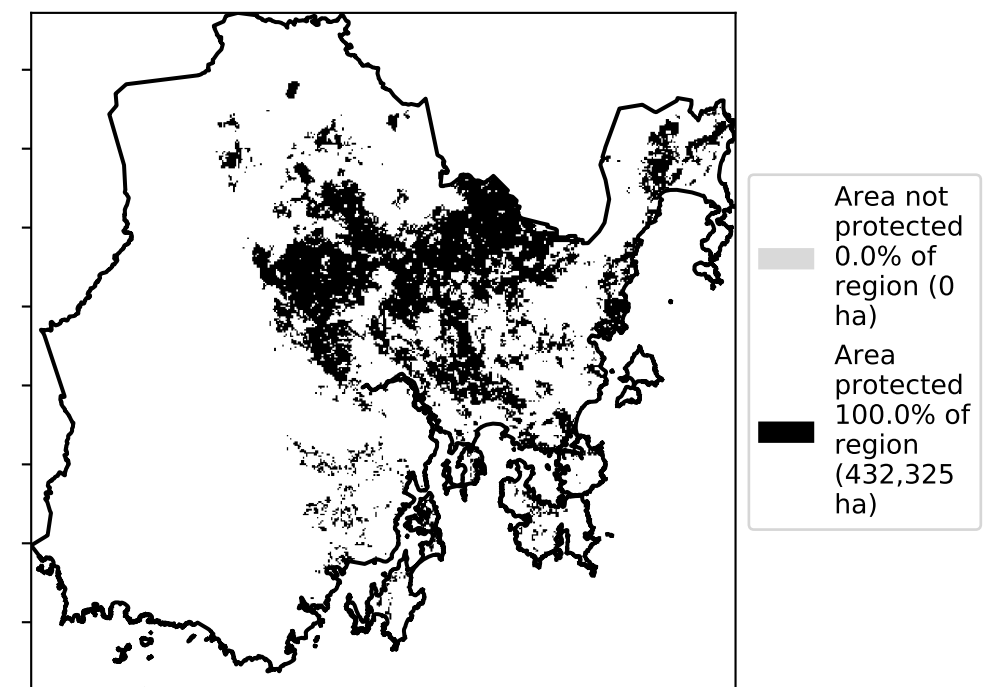 Area not
protected
0.0% of
region (0
ha)
Area
protected
100.0% of
region
(432,325
ha)